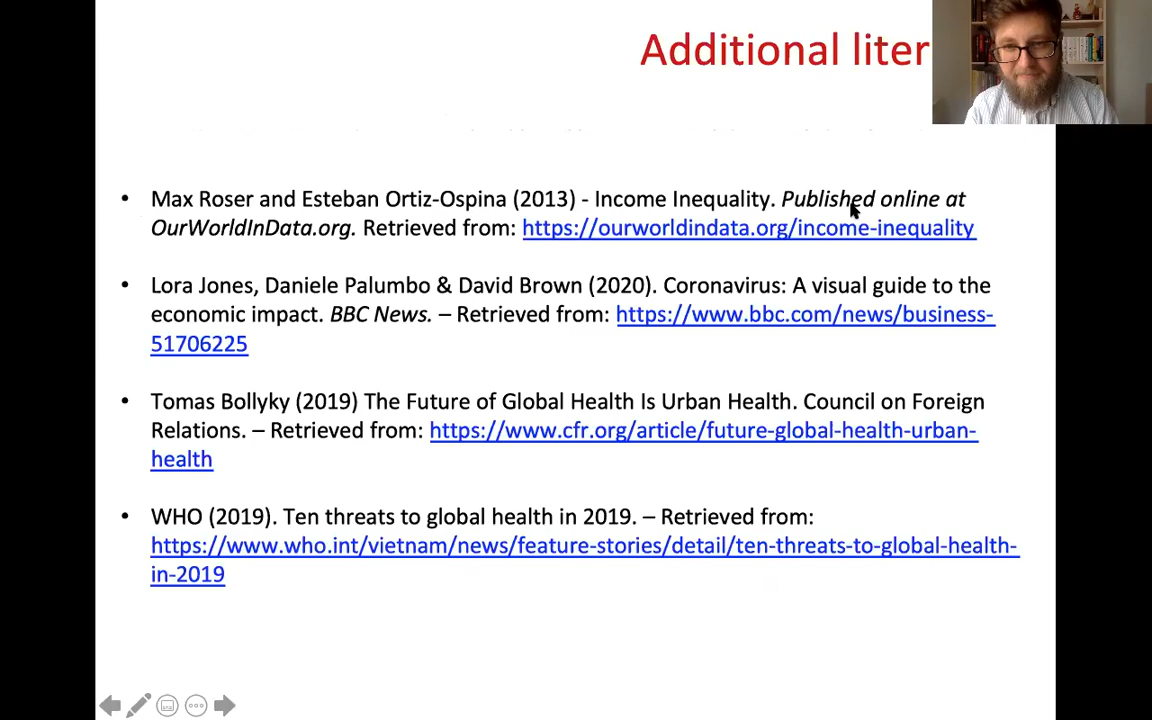 Additional liter
• Max Roser and Esteban Ortiz-Ospina (2013) - Income Inequality. Published online at
OurWorldInData.org. Retrieved from: https://ourworldindata.org/income-inequality
• Lora Jones, Daniele Palumbo & David Brown (2020). Coronavirus: A visual guide to the
economic impact. BBC News. – Retrieved from: https://www.bbc.com/news/business-
51706225
• Tomas Bollyky (2019) The Future of Global Health Is Urban Health. Council on Foreign
Relations. – Retrieved from: https://www.cfr.org/article/future-global-health-urban-
health
• WHO (2019). Ten threats to global health in 2019. – Retrieved from:
https://www.who.int/vietnam/news/feature-stories/detail/ten-threats-to-global-health-
in-2019